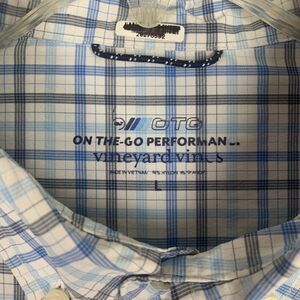 OTG
ON THE-GO PERFORMAN
vineyard vines
MADE IN VIETNAM
L